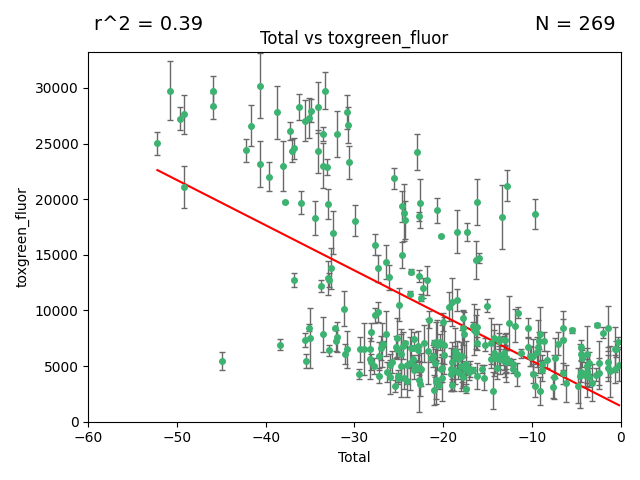 r^2 = 0.39
N = 269
Total vs toxgreen_fluor
30000
25000
20000
15000
10000
5000
0
toxgreen_fluor
−60
−50
−40
−30
−20
−10
0
Total